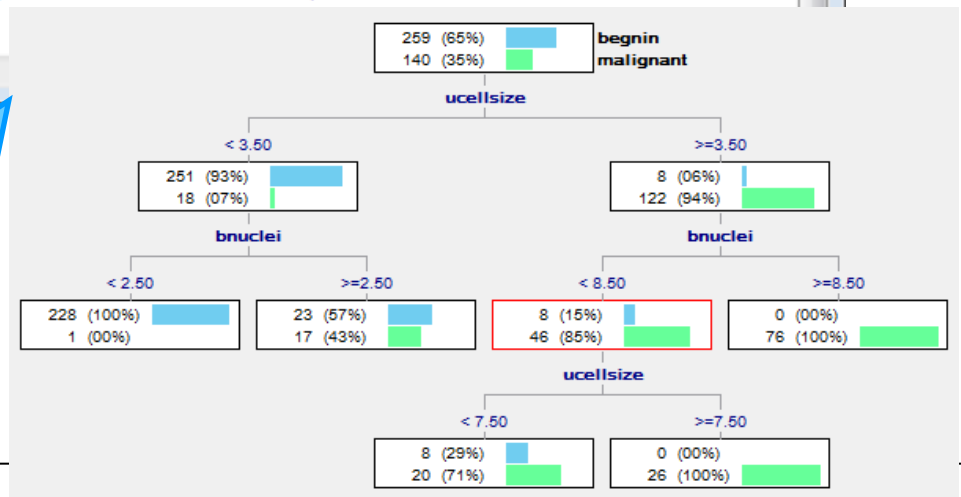 259 (65%) begnin
140 (35%) malignant
ucellsize
< 3.50 >=3.50
251 (93%) 8 (06%)
18 (07%) 122 (94%)
bnuclei bnuclei
< 2.50 >=2.50 < 8.50 >=8.50
228 (100%) 23 (57%) 8 (15%) 0 (00%)
1 (00%) 17 (43%) 46 (85%) 76 (100%)
ucellsize
< 7.50 >=7.50
8 (29%) 0 (00%)
20 (71%) 26 (100%)